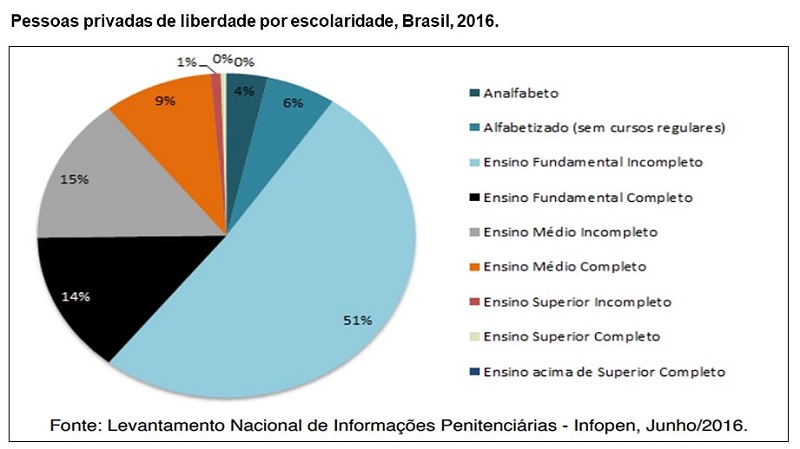 Pessoas privadas de liberdade por escolaridade, Brasil, 2016.
1% 0% 0%
4%
6%
9%
15%
14%
51%
Analfabeto
Alfabetizado (sem cursos regulares)
Ensino Fundamental Incompleto
Ensino Fundamental Completo
Ensino Médio Incompleto
Ensino Médio Completo
Ensino Superior Incompleto
Ensino Superior Completo
Ensino acima de Superior Completo
Fonte: Levantamento Nacional de Informações Penitenciárias - Infopen, Junho/2016.